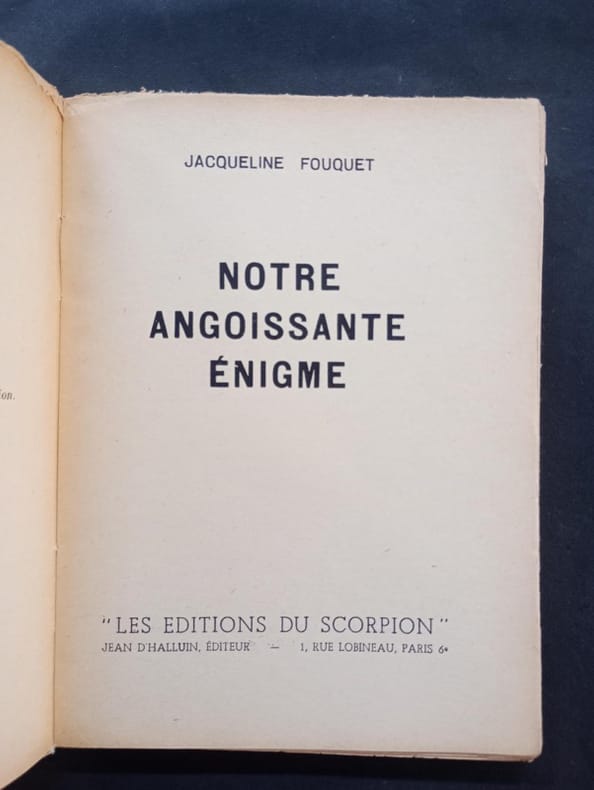 JACQUELINE FOUQUET
NOTRE
ANGOISSANTE
ÉNIGME
"LES EDITIONS DU SCORPION"
JEAN D'HALLUIN, ÉDITEUR — 1, RUE LOBINEAU, PARIS 6e